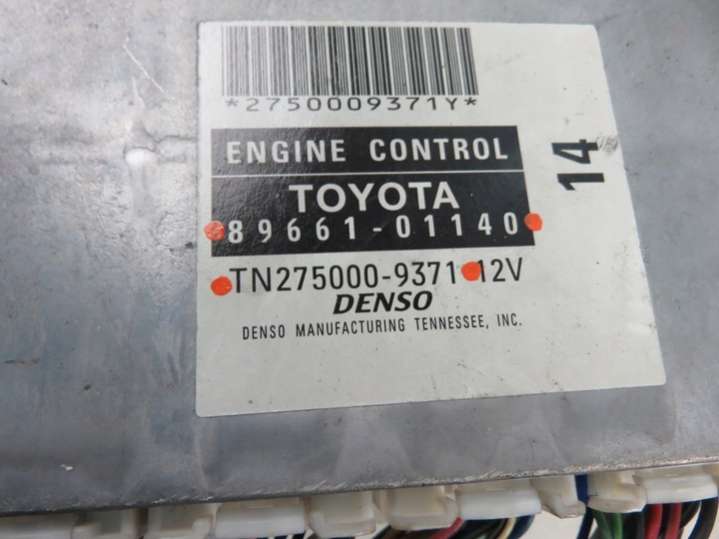 *2750009371Y*
ENGINE CONTROL
TOYOTA
89661-01140
14
TN275000-9371 12V
DENSO
DENSO MANUFACTURING TENNESSEE, INC.